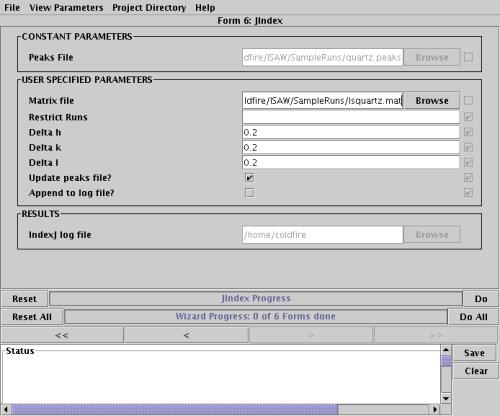 File View Parameters Project Directory Help
Form 6: JIndex
CONSTANT PARAMETERS
Peaks File dfire/ISAW/SampleRuns/quartz.peaks Browse
USER SPECIFIED PARAMETERS
Matrix file ldfire/ISAW/SampleRuns/lsquartz.mat Browse
Restrict Runs
Delta h 0.2
Delta k 0.2
Delta l 0.2
Update peaks file?
Append to log file?
RESULTS
IndexJ log file /home/coldfire Browse
Reset JIndex Progress Do
Reset All Wizard Progress: 0 of 6 Forms done Do All
<< < > >>
Status Save
Clear